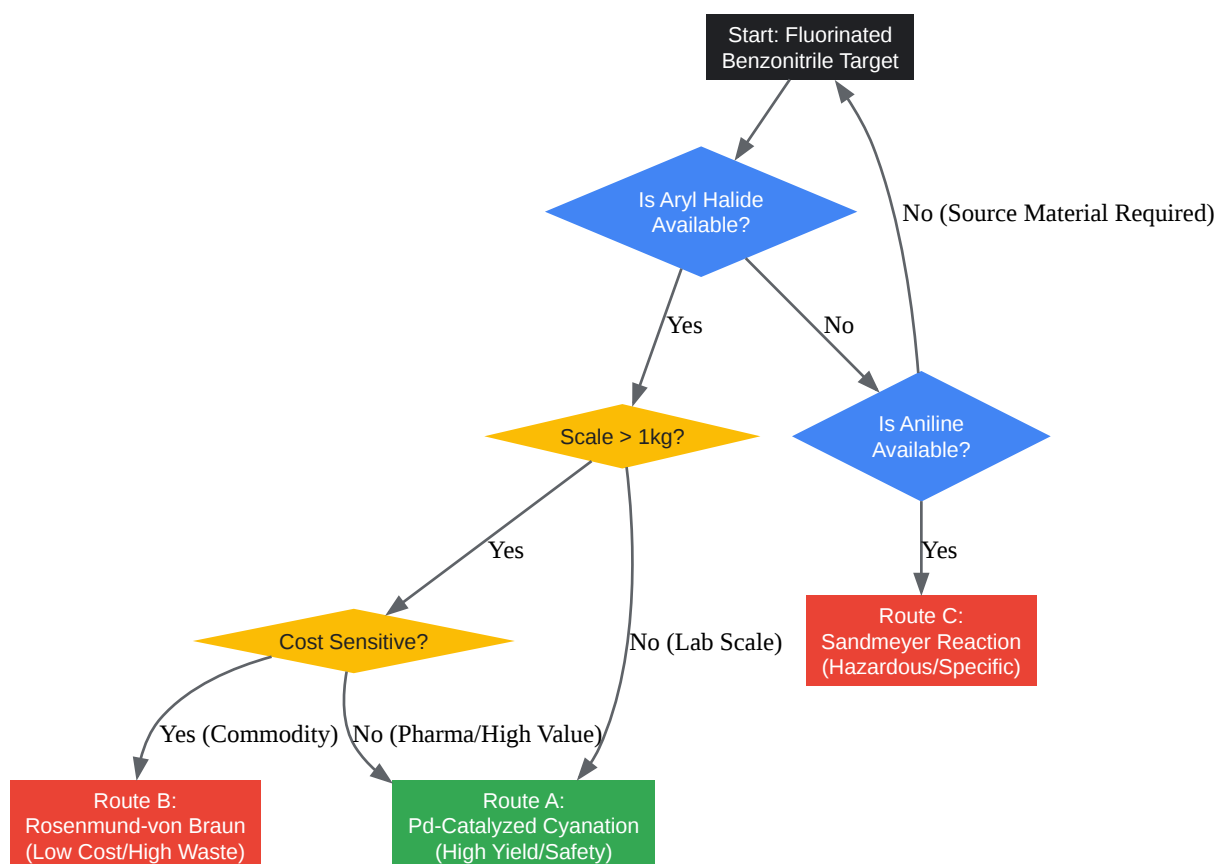 Start: Fluorinated
Benzonitrile Target
Is Aryl Halide
Available?
No (Source Material Required)
Yes
No
Scale > 1kg?
Is Aniline
Available?
Yes
Yes
Cost Sensitive?
No (Lab Scale)
Route C:
Sandmeyer Reaction
(Hazardous/Specific)
Yes (Commodity)
No (Pharma/High Value)
Route B:
Rosenmund-von Braun
(Low Cost/High Waste)
Route A:
Pd-Catalyzed Cyanation
(High Yield/Safety)